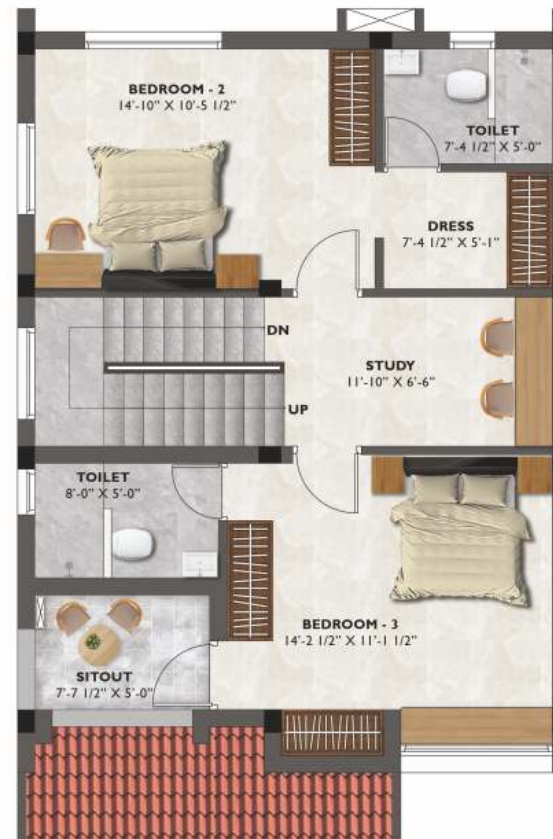 BEDROOM - 2
14'-10" X 10'-5 1/2"
TOILET
7'-4 1/2" X 5'-0"
DRESS
7'-4 1/2" X 5'-1"
DN
STUDY
11'-10" X 6'-6"
UP
TOILET
8'-0" X 5'-0"
BEDROOM - 3
14'-2 1/2" X 11'-1 1/2"
SITOUT
7'-7 1/2" X 5'-0"